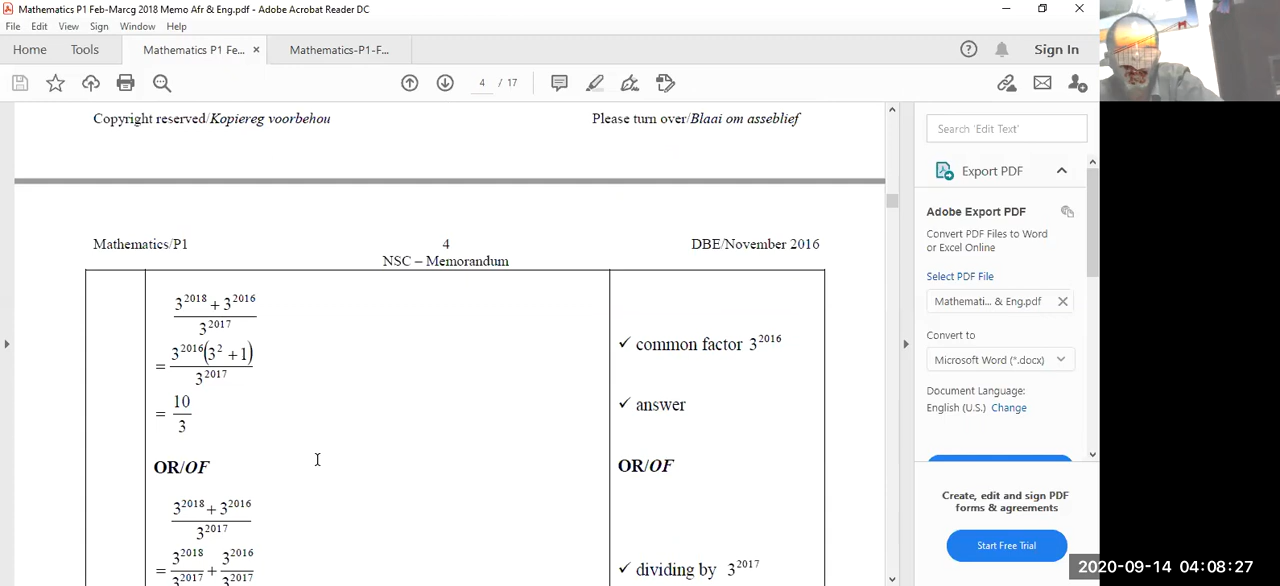 Mathematics P1 Feb-Marcg 2018 Memo Afr & Eng.pdf - Adobe Acrobat Reader DC
File Edit View Sign Window Help
Home Tools Mathematics P1 Fe... × Mathematics-P1-F... Sign In
4 / 17
Copyright reserved/Kopiereg voorbehou Please turn over/Blaai om asseblief
Search 'Edit Text'
Export PDF
Adobe Export PDF
Convert PDF Files to Word
or Excel Online
Select PDF File
Mathemati... & Eng.pdf
Convert to
Microsoft Word (*.docx)
Document Language:
English (U.S.) Change
Create, edit and sign PDF
forms & agreements
Start Free Trial
Mathematics/P1 4 DBE/November 2016
NSC – Memorandum
(3^2018 + 3^2016) / 3^2017
= 3^2016(3^2 + 1) / 3^2017
✓ common factor 3^2016
= 10/3
✓ answer
OR/OF OR/OF
(3^2018 + 3^2016) / 3^2017
= 3^2018/3^2017 + 3^2016/3^2017
✓ dividing by 3^2017
2020-09-14 04:08:27